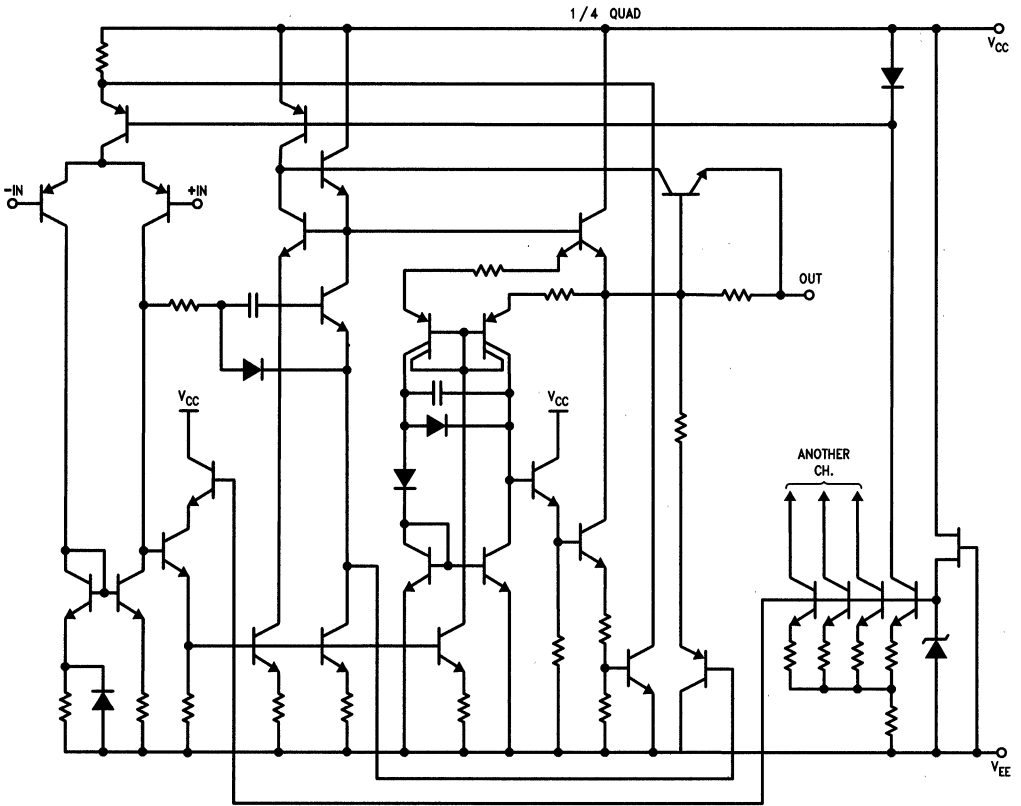 1/4 QUAD
VCC
-IN
+IN
OUT
VCC
VCC
ANOTHER
CH.
VEE